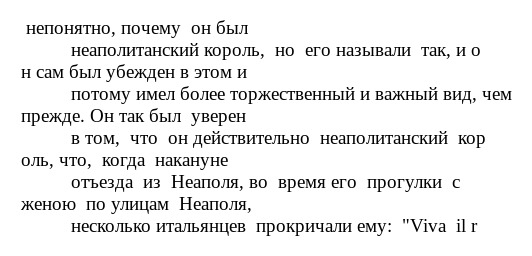 непонятно, почему он был
неаполитанский король, но его называли так, и о
н сам был убежден в этом и
потому имел более торжественный и важный вид, чем
прежде. Он так был уверен
в том, что он действительно неаполитанский кор
оль, что, когда накануне
отъезда из Неаполя, во время его прогулки с
женою по улицам Неаполя,
несколько итальянцев прокричали ему: "Viva il r